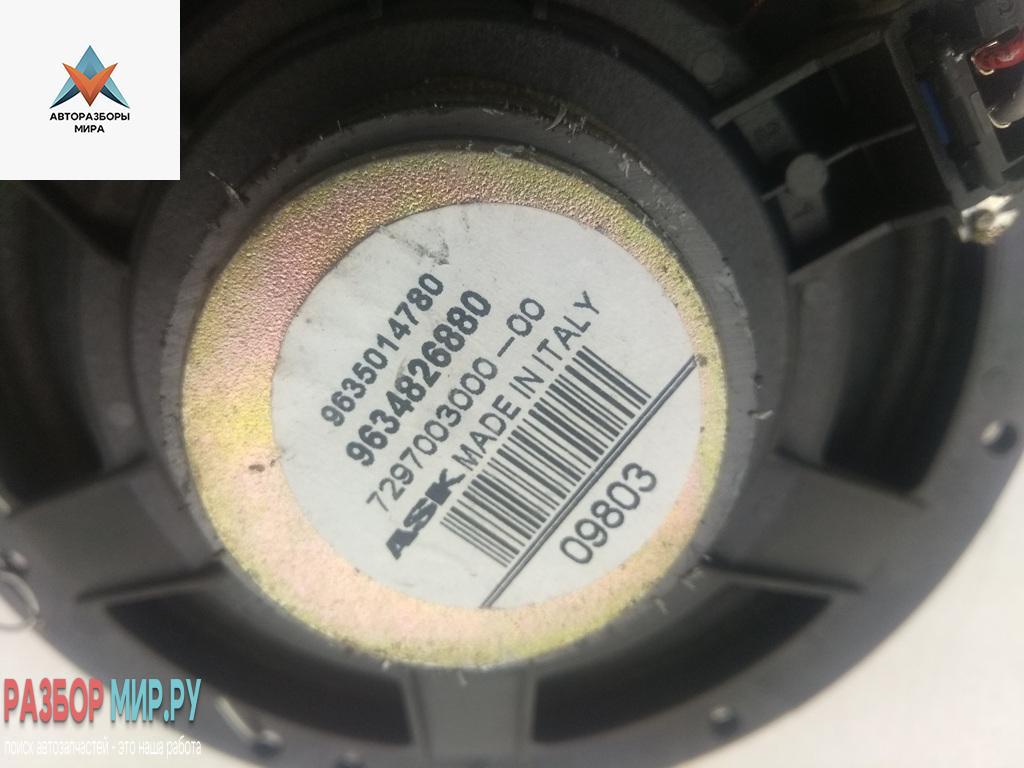 АВТОРАЗБОРЫ
МИРА
9635014780
9634826880
7297003000-00
ASK MADE IN ITALY
09803
РАЗБОР МИР.РУ
поиск автозапчастей - это наша работа